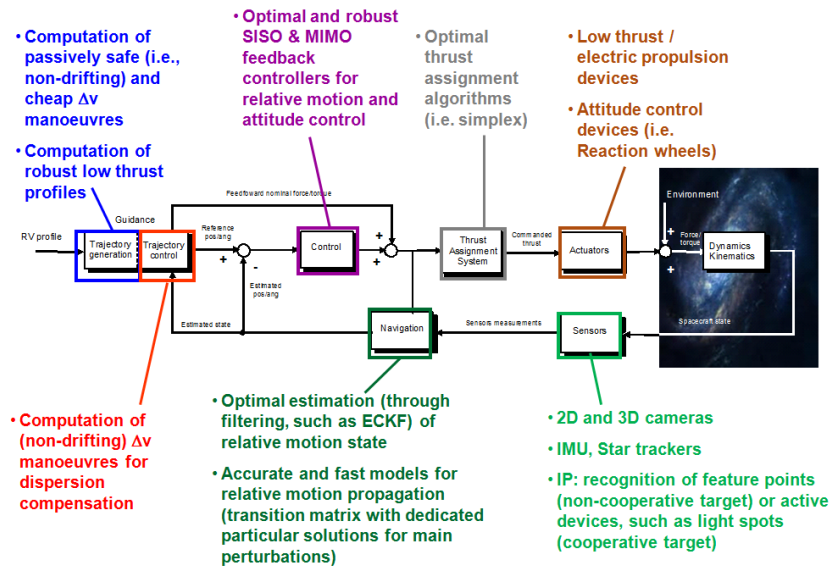 • Computation of
passively safe (i.e.,
non-drifting) and
cheap Δv
manoeuvres
• Computation of
robust low thrust
profiles
• Optimal and robust
SISO & MIMO
feedback
controllers for
relative motion and
attitude control
• Optimal
thrust
assignment
algorithms
(i.e. simplex)
• Low thrust /
electric propulsion
devices
• Attitude control
devices (i.e.
Reaction wheels)
Feedfoward nominal force/torque
Environment
Guidance
RV profile
Trajectory
generation
Trajectory
control
Reference
pos/ang
+
-
Estimated
pos/ang
Control
+
+
Thrust
Assignment
System
Commanded
thrust
Actuators
+
+
Force/
torque
Dynamics
Kinematics
Estimated state
Navigation
Sensors measurements
Sensors
Spacecraft state
• Computation of
(non-drifting) Δv
manoeuvres for
dispersion
compensation
• Optimal estimation (through
filtering, such as ECKF) of
relative motion state
• Accurate and fast models for
relative motion propagation
(transition matrix with dedicated
particular solutions for main
perturbations)
• 2D and 3D cameras
• IMU, Star trackers
• IP: recognition of feature points
(non-cooperative target) or active
devices, such as light spots
(cooperative target)